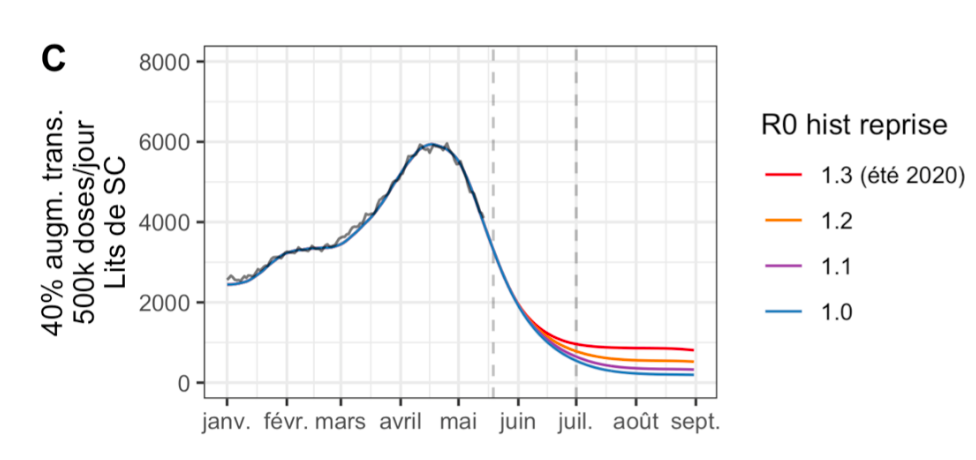 C
40% augm. trans.
500k doses/jour
Lits de SC
8000
6000
4000
2000
0
janv. févr. mars avril mai juin juil. août sept.
R0 hist reprise
1.3 (été 2020)
1.2
1.1
1.0